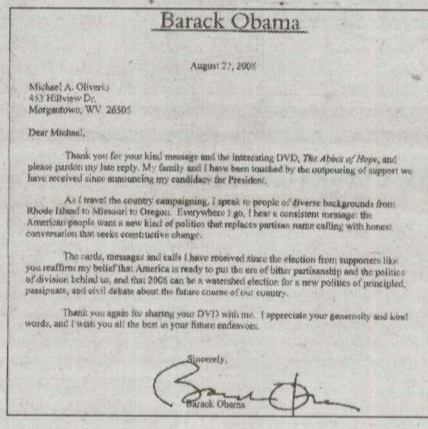 Barack Obama
August 27, 2008
Michael A. Oliverio
453 Hillview Dr.
Morgantown, WV 26505
Dear Michael,
Thank you for your kind message and the interesting DVD, The Abbot of Hope, and
please pardon my late reply. My family and I have been touched by the outpouring of support we
have received since announcing my candidacy for President.
As I travel the country campaigning, I speak to people of diverse backgrounds from
Rhode Island to Missouri to Oregon. Everywhere I go, I hear a consistent message: the
American people want a new kind of politics that replaces partisan name calling with honest
conversation that seeks constructive change.
The cards, messages and calls I have received since the election from supporters like
you reaffirm my belief that America is ready to put the era of bitter partisanship and the politics
of division behind us, and that 2008 can be a watershed election for a new politics of principled,
passionate, and civil debate about the future course of our country.
Thank you again for sharing your DVD with me. I appreciate your generosity and kind
words, and I wish you all the best in your future endeavors.
Sincerely,
Barack Obama